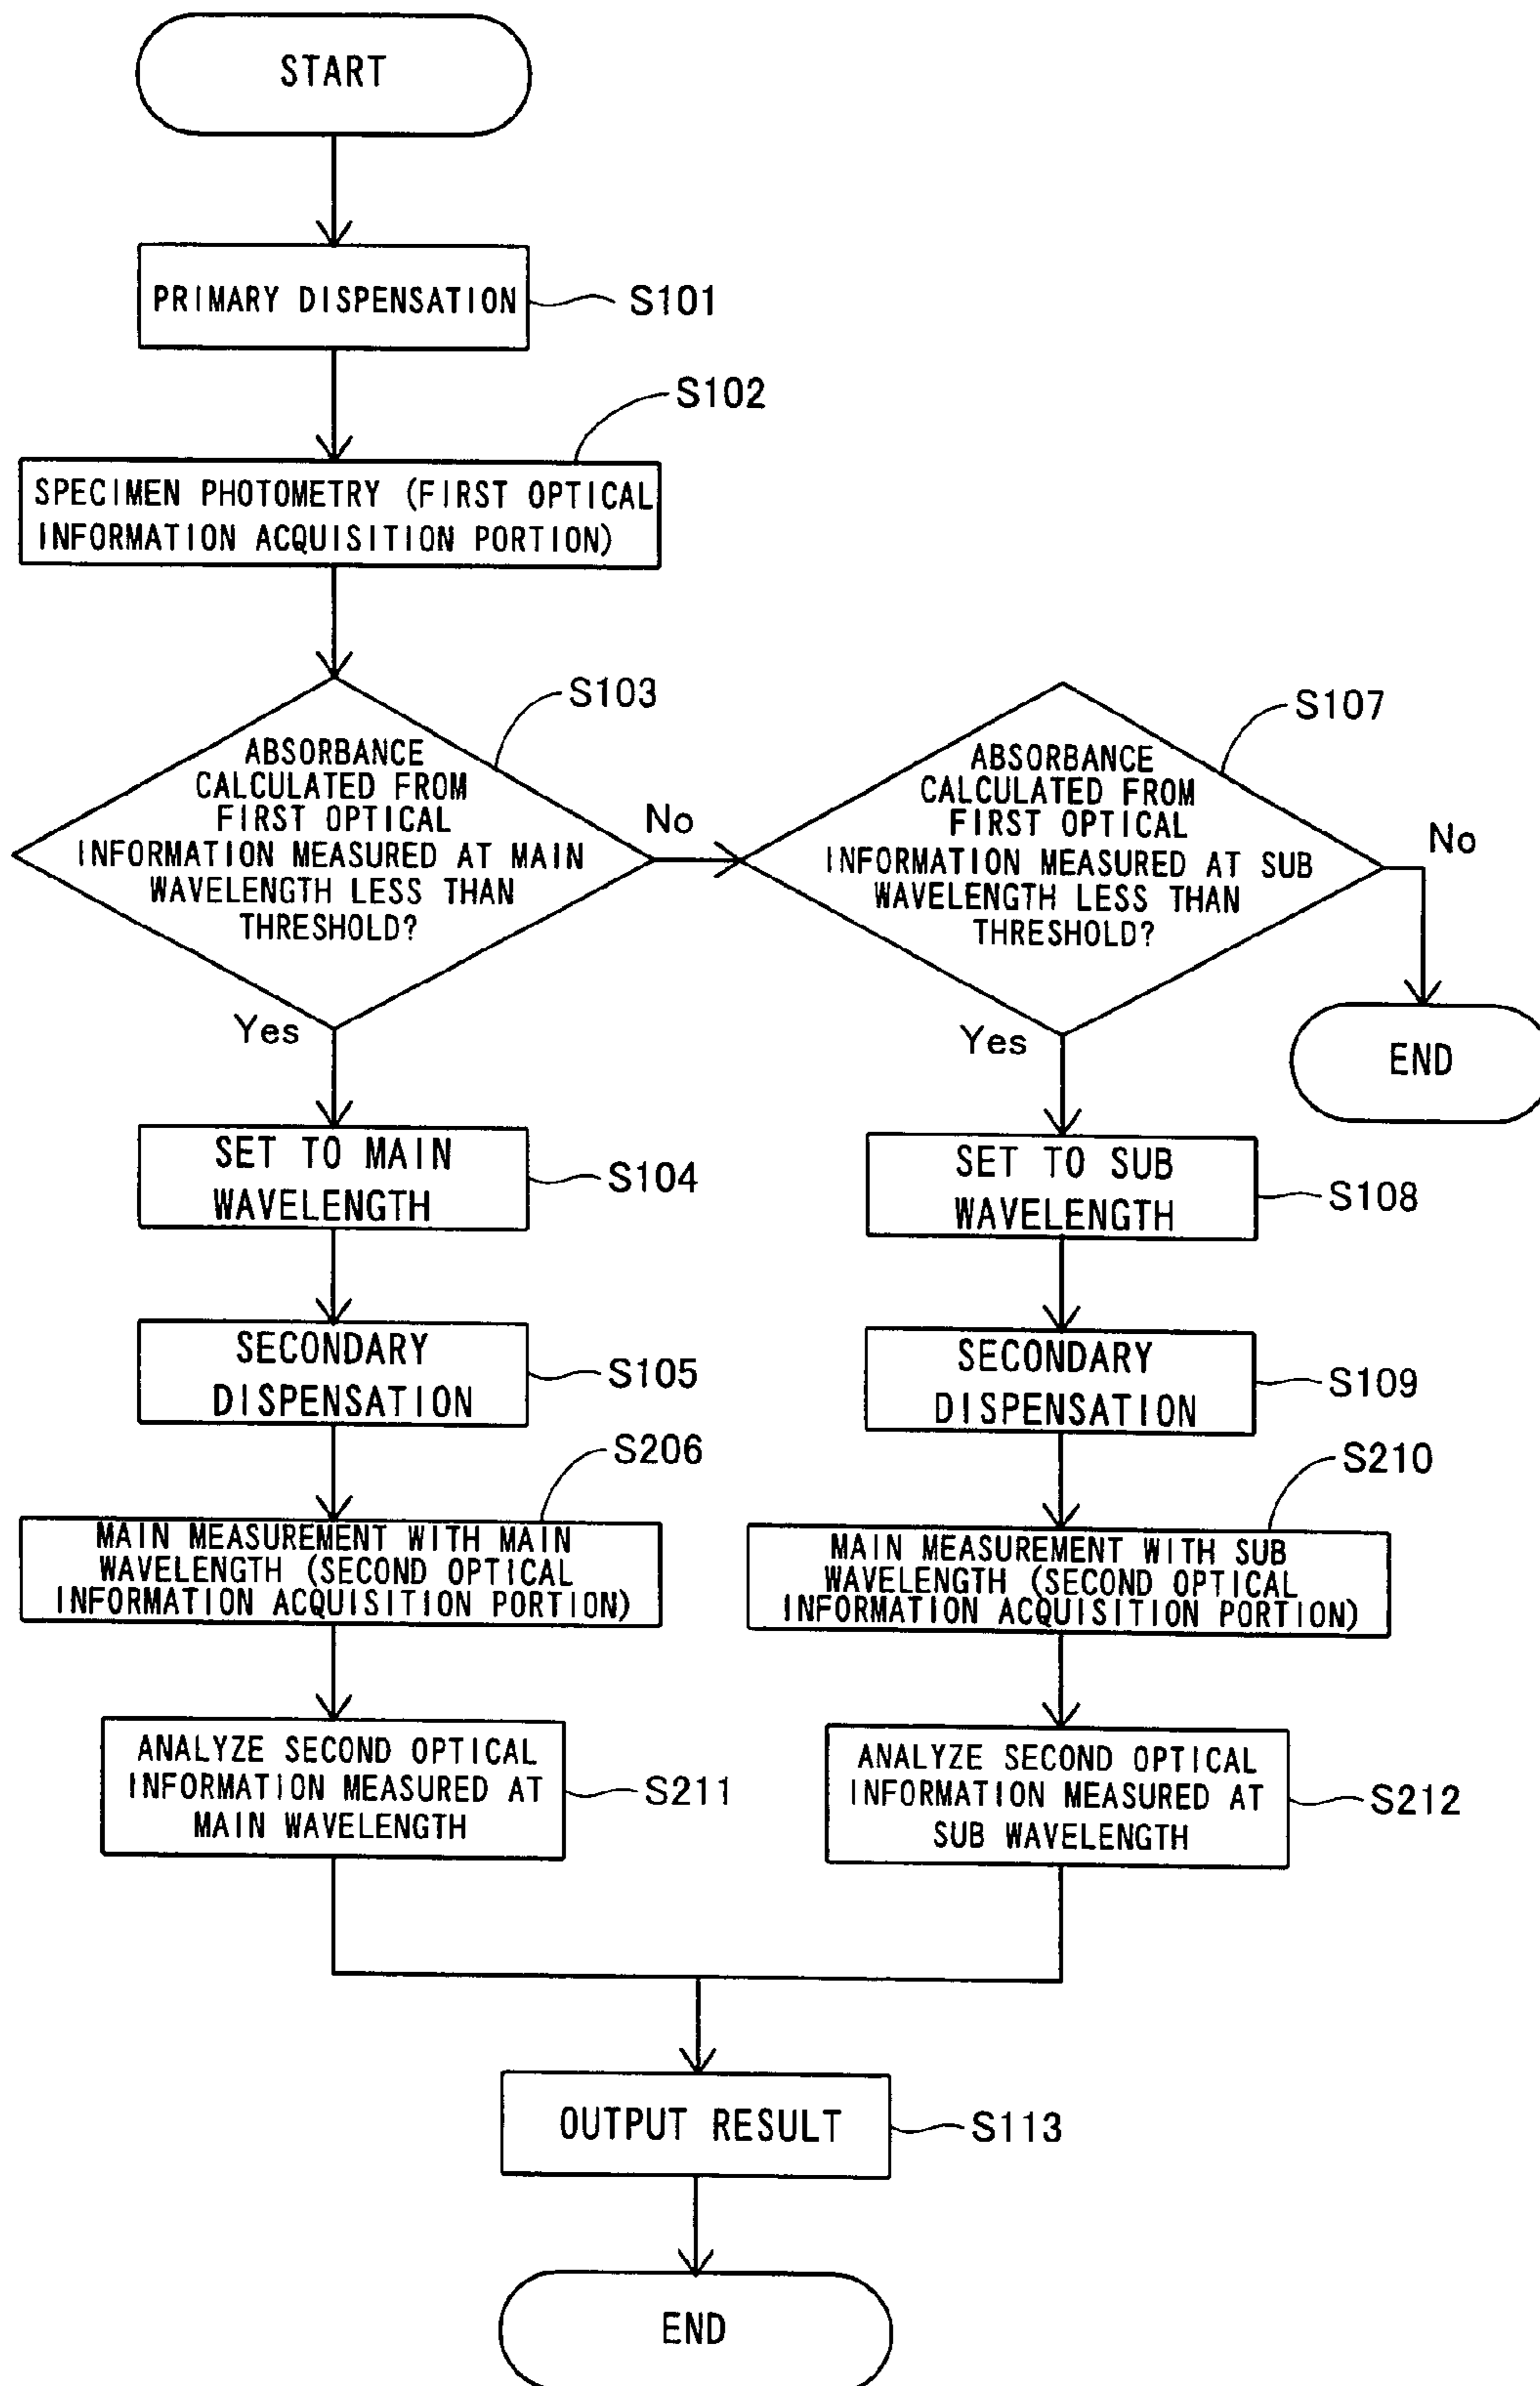 START
PRIMARY DISPENSATION
S101
S102
SPECIMEN PHOTOMETRY (FIRST OPTICAL
INFORMATION ACQUISITION PORTION)
S103
ABSORBANCE
CALCULATED FROM
FIRST OPTICAL
INFORMATION MEASURED AT MAIN
WAVELENGTH LESS THAN
THRESHOLD?
No
Yes
S107
ABSORBANCE
CALCULATED FROM
FIRST OPTICAL
INFORMATION MEASURED AT SUB
WAVELENGTH LESS THAN
THRESHOLD?
No
Yes
END
SET TO MAIN
WAVELENGTH
S104
SET TO SUB
WAVELENGTH
S108
SECONDARY
DISPENSATION
S105
SECONDARY
DISPENSATION
S109
S206
MAIN MEASUREMENT WITH MAIN
WAVELENGTH (SECOND OPTICAL
INFORMATION ACQUISITION PORTION)
S210
MAIN MEASUREMENT WITH SUB
WAVELENGTH (SECOND OPTICAL
INFORMATION ACQUISITION PORTION)
ANALYZE SECOND OPTICAL
INFORMATION MEASURED AT
MAIN WAVELENGTH
S211
ANALYZE SECOND OPTICAL
INFORMATION MEASURED AT
SUB WAVELENGTH
S212
OUTPUT RESULT
S113
END